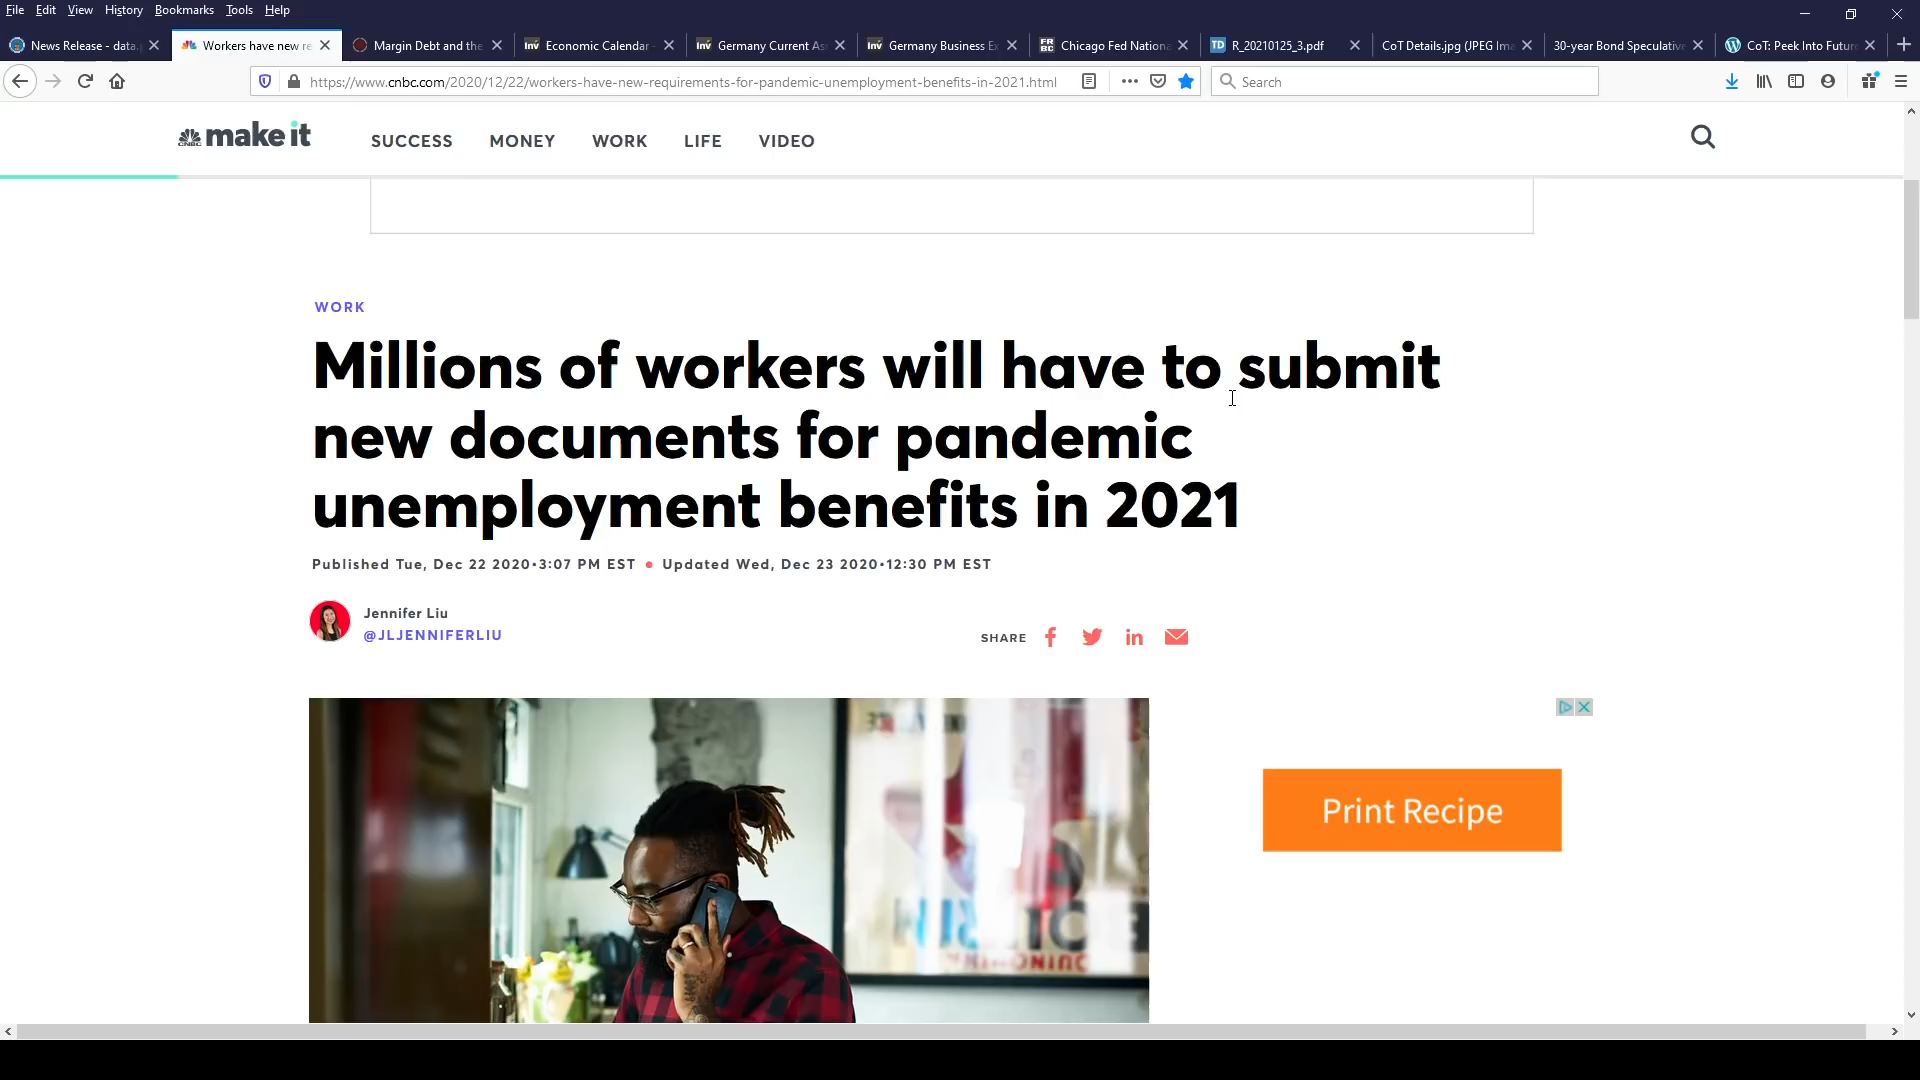 File Edit View History Bookmarks Tools Help
News Release - data.
Workers have new re
Margin Debt and the
Economic Calendar -
Germany Current As
Germany Business Ex
Chicago Fed Nationa
R_20210125_3.pdf
CoT Details.jpg (JPEG Ima
30-year Bond Speculative
CoT: Peek Into Futur
https://www.cnbc.com/2020/12/22/workers-have-new-requirements-for-pandemic-unemployment-benefits-in-2021.html
Search
CNBC make it
SUCCESS MONEY WORK LIFE VIDEO
WORK
Millions of workers will have to submit
new documents for pandemic
unemployment benefits in 2021
Published Tue, Dec 22 2020•3:07 PM EST • Updated Wed, Dec 23 2020•12:30 PM EST
Jennifer Liu
@JLJENNIFERLIU
SHARE
Print Recipe